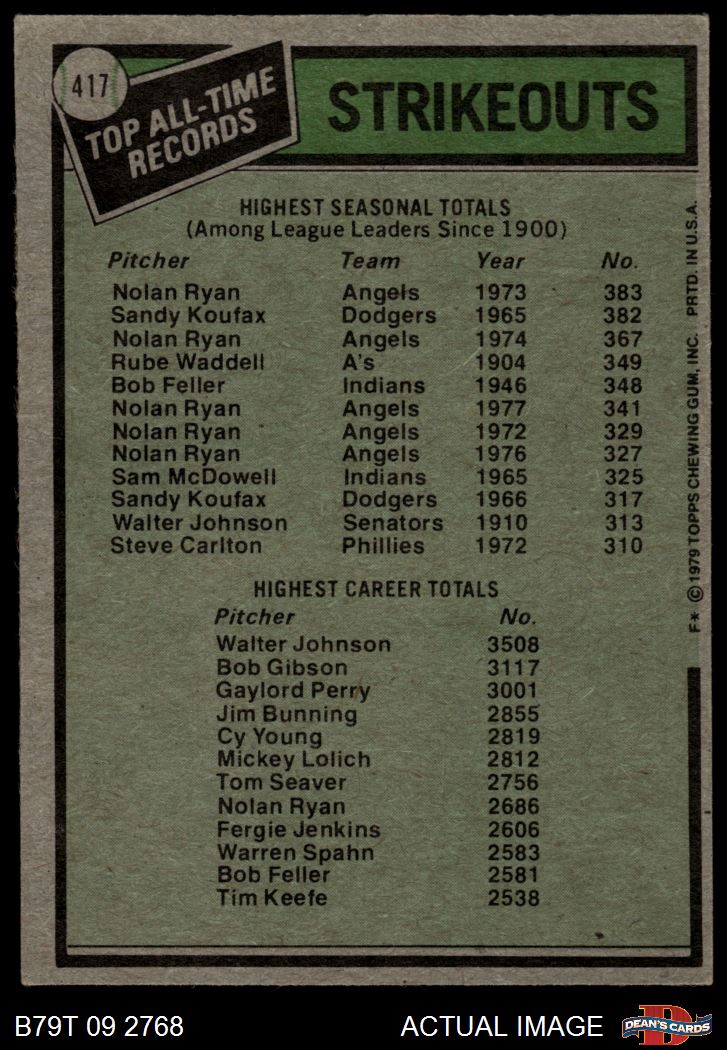 417
TOP ALL-TIME
RECORDS
STRIKEOUTS
HIGHEST SEASONAL TOTALS
(Among League Leaders Since 1900)
Pitcher Team Year No.
Nolan Ryan Angels 1973 383
Sandy Koufax Dodgers 1965 382
Nolan Ryan Angels 1974 367
Rube Waddell A's 1904 349
Bob Feller Indians 1946 348
Nolan Ryan Angels 1977 341
Nolan Ryan Angels 1972 329
Nolan Ryan Angels 1976 327
Sam McDowell Indians 1965 325
Sandy Koufax Dodgers 1966 317
Walter Johnson Senators 1910 313
Steve Carlton Phillies 1972 310
HIGHEST CAREER TOTALS
Pitcher No.
Walter Johnson 3508
Bob Gibson 3117
Gaylord Perry 3001
Jim Bunning 2855
Cy Young 2819
Mickey Lolich 2812
Tom Seaver 2756
Nolan Ryan 2686
Fergie Jenkins 2606
Warren Spahn 2583
Bob Feller 2581
Tim Keefe 2538
F* © 1979 TOPPS CHEWING GUM, INC. PRTD. IN U.S.A.
B79T 09 2768 ACTUAL IMAGE
D
DEAN'S CARDS